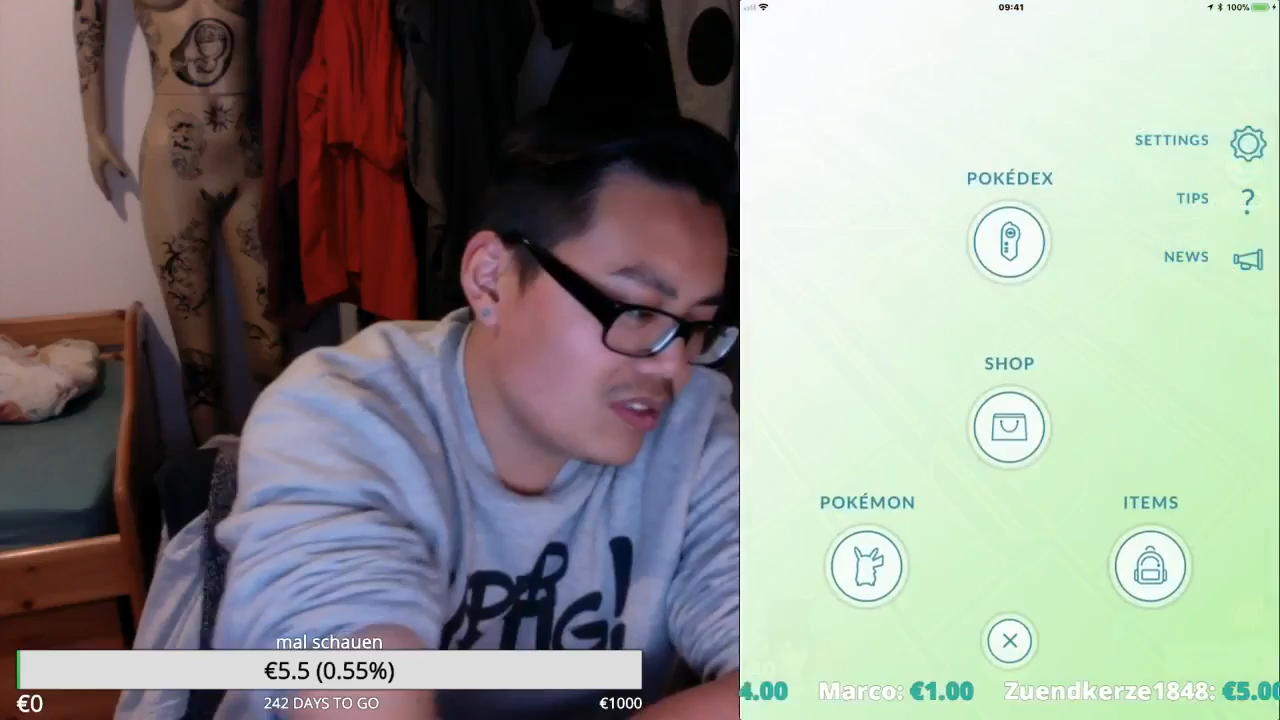 09:41
100%
SETTINGS
POKÉDEX
TIPS
NEWS
SHOP
POKÉMON
ITEMS
mal schauen
€5.5 (0.55%)
€0
242 DAYS TO GO
€1000
4.00 Marco: €1.00 Zuendkerze1848: €5.00